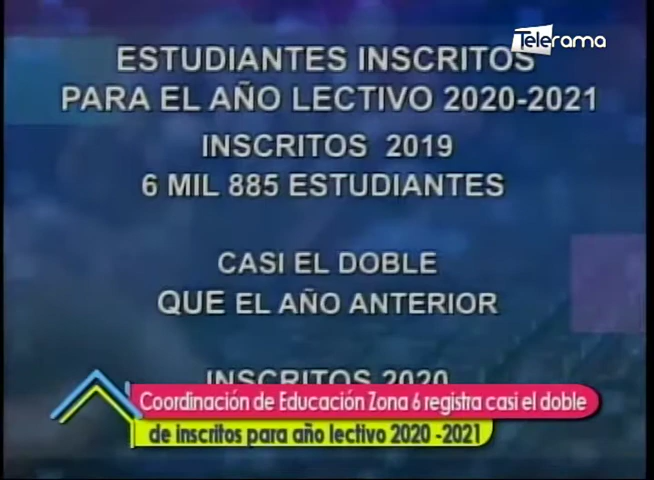 Telerama
ESTUDIANTES INSCRITOS
PARA EL AÑO LECTIVO 2020-2021
INSCRITOS 2019
6 MIL 885 ESTUDIANTES
CASI EL DOBLE
QUE EL AÑO ANTERIOR
INSCRITOS 2020
Coordinación de Educación Zona 6 registra casi el doble
de inscritos para año lectivo 2020 -2021